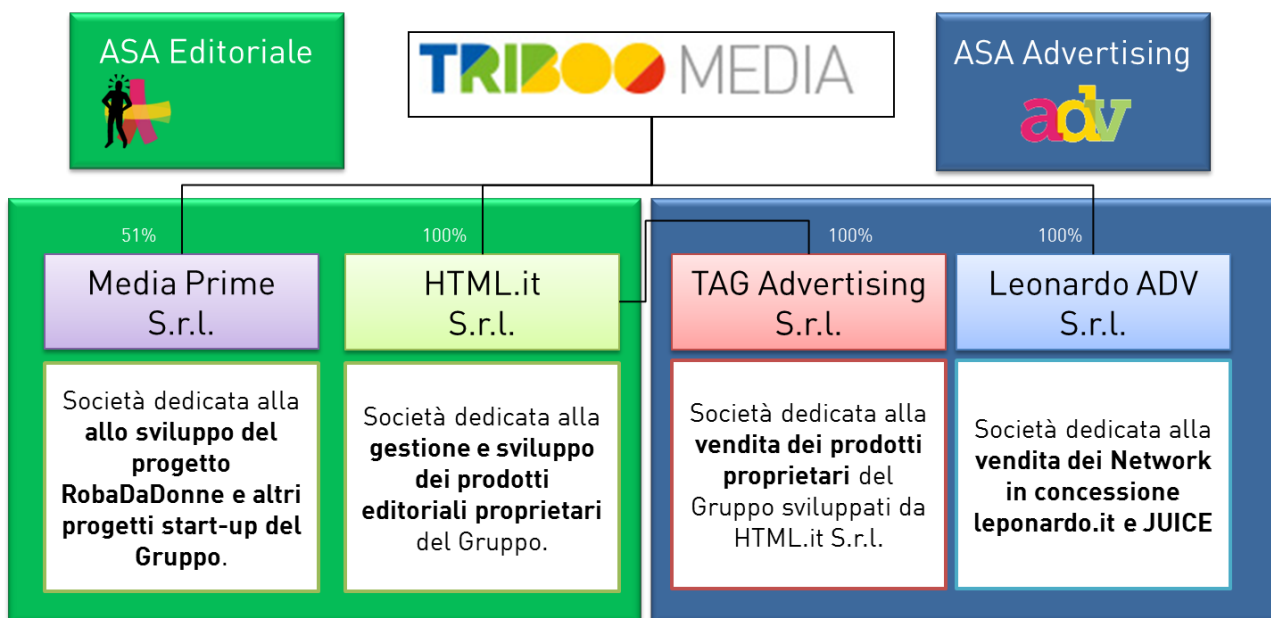 ASA Editoriale
TRIBOO MEDIA
ASA Advertising
adv
51%
100%
100%
100%
Media Prime
S.r.l.
HTML.it
S.r.l.
TAG Advertising
S.r.l.
Leonardo ADV
S.r.l.
Società dedicata alla
allo sviluppo del
progetto
RobaDaDonne e altri
progetti start-up del
Gruppo.
Società dedicata alla
gestione e sviluppo
dei prodotti
editoriali proprietari
del Gruppo.
Società dedicata alla
vendita dei prodotti
proprietari del
Gruppo sviluppati da
HTML.it S.r.l.
Società dedicata alla
vendita dei Network
in concessione
leponardo.it e JUICE